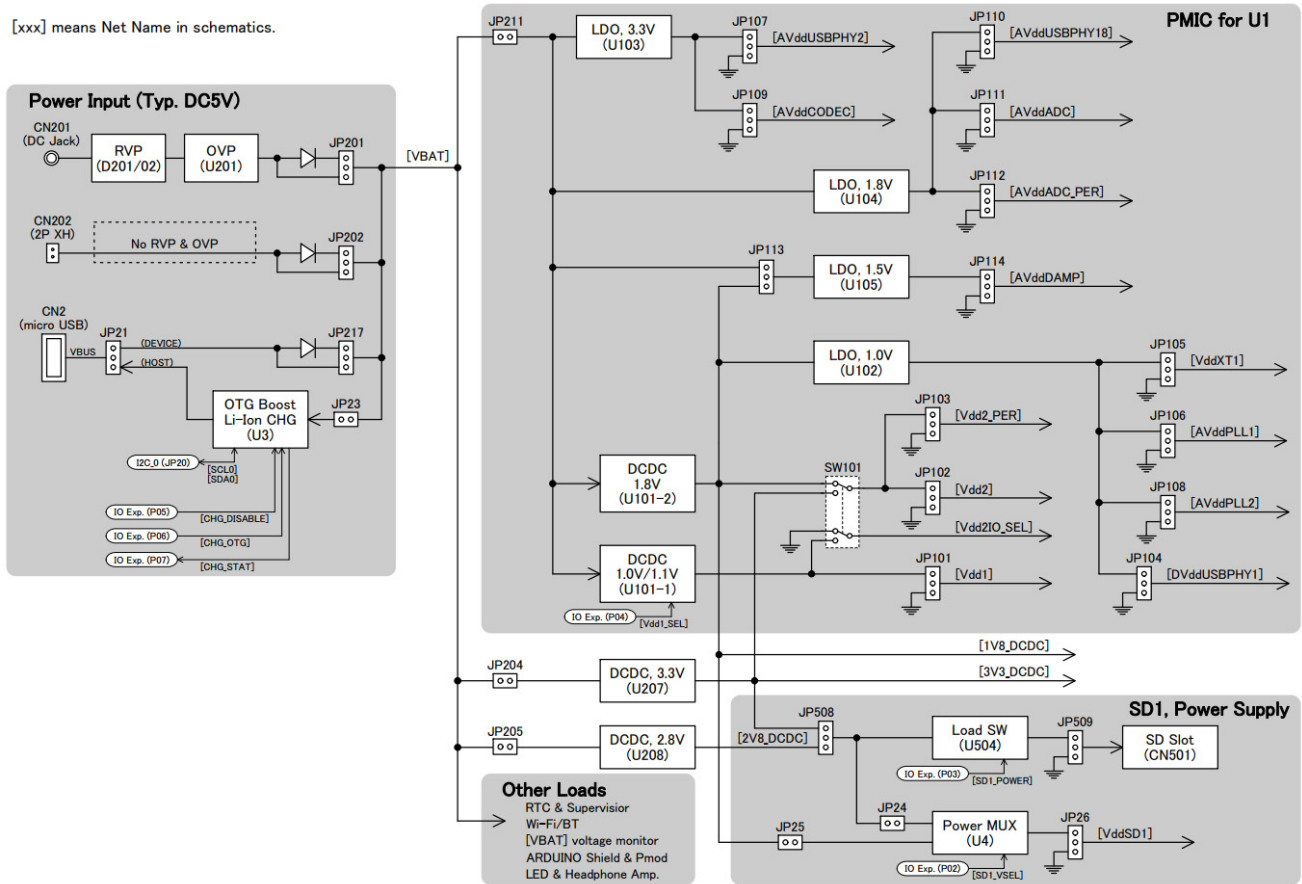 [xxx] means Net Name in schematics.
Power Input (Typ. DC5V)
CN201
(DC Jack)
RVP
(D201/02)
OVP
(U201)
JP201
[VBAT]
CN202
(2P XH)
No RVP & OVP
JP202
CN2
(micro USB)
VBUS
JP21
(DEVICE)
(HOST)
JP217
OTG Boost
Li-Ion CHG
(U3)
JP23
I2C_0 (JP20)
[SCL0]
[SDA0]
IO Exp. (P05)
[CHG_DISABLE]
IO Exp. (P06)
[CHG_OTG]
IO Exp. (P07)
[CHG_STAT]
PMIC for U1
JP211
LDO, 3.3V
(U103)
JP107
[AVddUSBPHY2]
JP109
[AVddCODEC]
JP110
[AVddUSBPHY18]
JP111
[AVddADC]
LDO, 1.8V
(U104)
JP112
[AVddADC_PER]
JP113
LDO, 1.5V
(U105)
JP114
[AVddDAMP]
LDO, 1.0V
(U102)
JP105
[VddXT1]
JP106
[AVddPLL1]
JP108
[AVddPLL2]
JP104
[DVddUSBPHY1]
JP103
[Vdd2_PER]
DCDC
1.8V
(U101-2)
SW101
JP102
[Vdd2]
[Vdd2IO_SEL]
DCDC
1.0V/1.1V
(U101-1)
JP101
[Vdd1]
IO Exp. (P04)
[Vdd1_SEL]
[1V8_DCDC]
JP204
DCDC, 3.3V
(U207)
[3V3_DCDC]
JP205
DCDC, 2.8V
(U208)
[2V8_DCDC]
SD1, Power Supply
JP508
Load SW
(U504)
JP509
SD Slot
(CN501)
IO Exp. (P03)
[SD1_POWER]
JP24
JP25
Power MUX
(U4)
JP26
[VddSD1]
IO Exp. (P02)
[SD1_VSEL]
Other Loads
RTC & Supervisior
Wi-Fi/BT
[VBAT] voltage monitor
ARDUINO Shield & Pmod
LED & Headphone Amp.